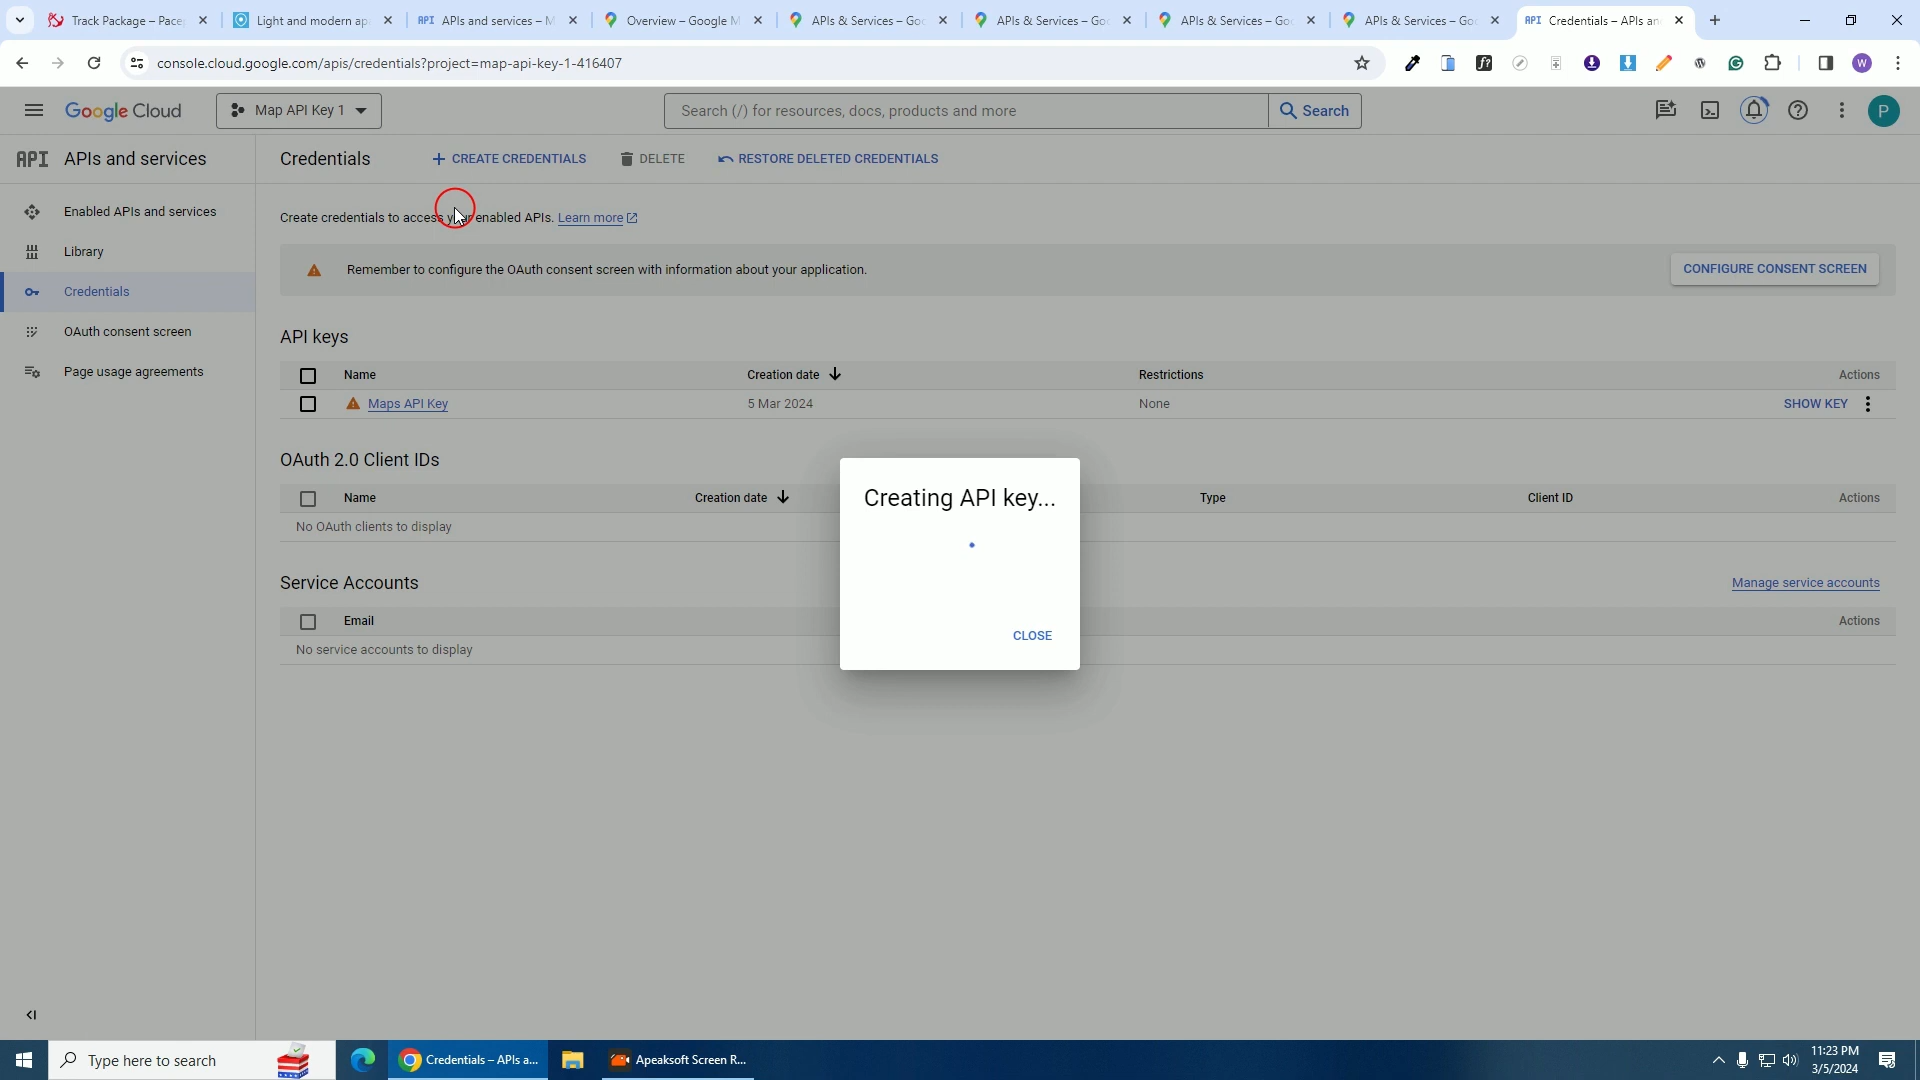 Track Package – Pace
Light and modern ap
API APIs and services – M
Overview – Google M
APIs & Services – Goo
APIs & Services – Goo
APIs & Services – Goo
APIs & Services – Goo
API Credentials – APIs an
console.cloud.google.com/apis/credentials?project=map-api-key-1-416407
W
Google Cloud
Map API Key 1
Search (/) for resources, docs, products and more
Search
P
API APIs and services
Credentials
CREATE CREDENTIALS
DELETE
RESTORE DELETED CREDENTIALS
Enabled APIs and services
Library
Credentials
OAuth consent screen
Page usage agreements
Create credentials to access your enabled APIs. Learn more
Remember to configure the OAuth consent screen with information about your application.
CONFIGURE CONSENT SCREEN
API keys
Name Creation date Restrictions Actions
Maps API Key 5 Mar 2024 None SHOW KEY
OAuth 2.0 Client IDs
Name Creation date Type Client ID Actions
No OAuth clients to display
Creating API key...
CLOSE
Service Accounts
Manage service accounts
Email Actions
No service accounts to display
Type here to search
Credentials – APIs a...
Apeaksoft Screen R...
11:23 PM
3/5/2024